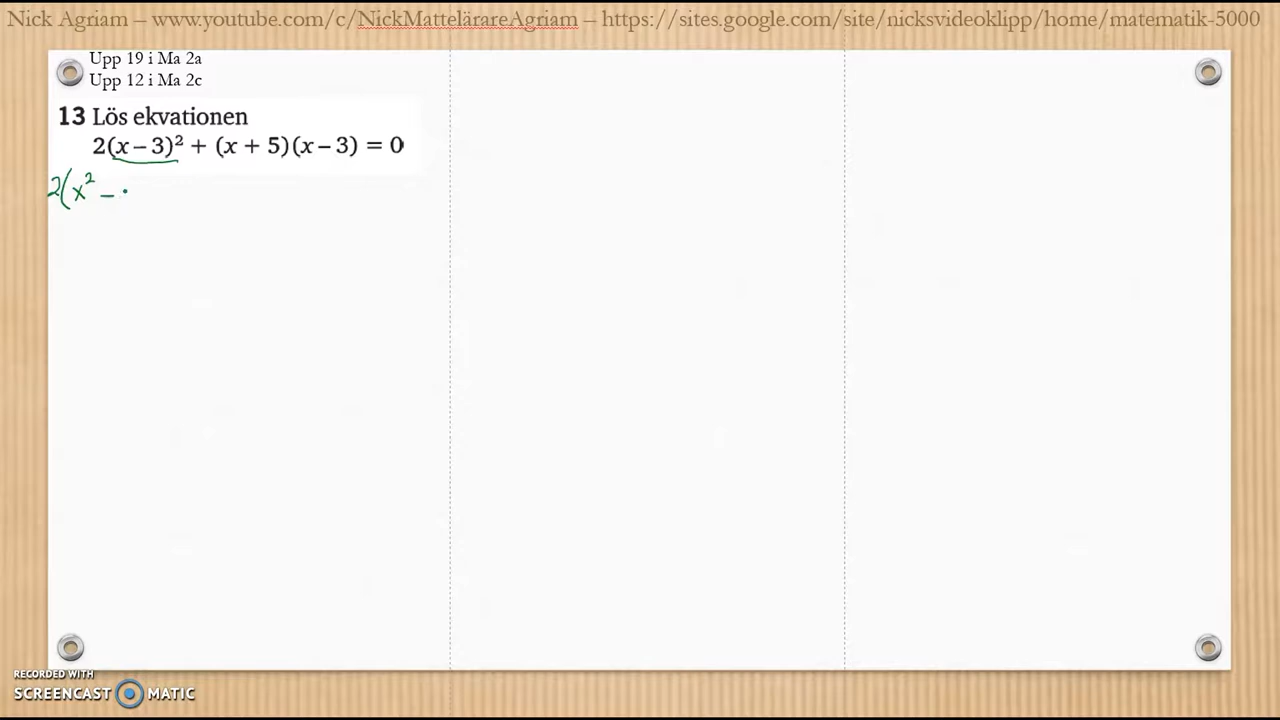 Nick Agriam – www.youtube.com/c/NickMattelärareAgriam – https://sites.google.com/site/nicksvideoklipp/home/matematik-5000
Upp 19 i Ma 2a
Upp 12 i Ma 2c
13 Lös ekvationen
2(x – 3)² + (x + 5)(x – 3) = 0
2(x² –
RECORDED WITH
SCREENCAST MATIC